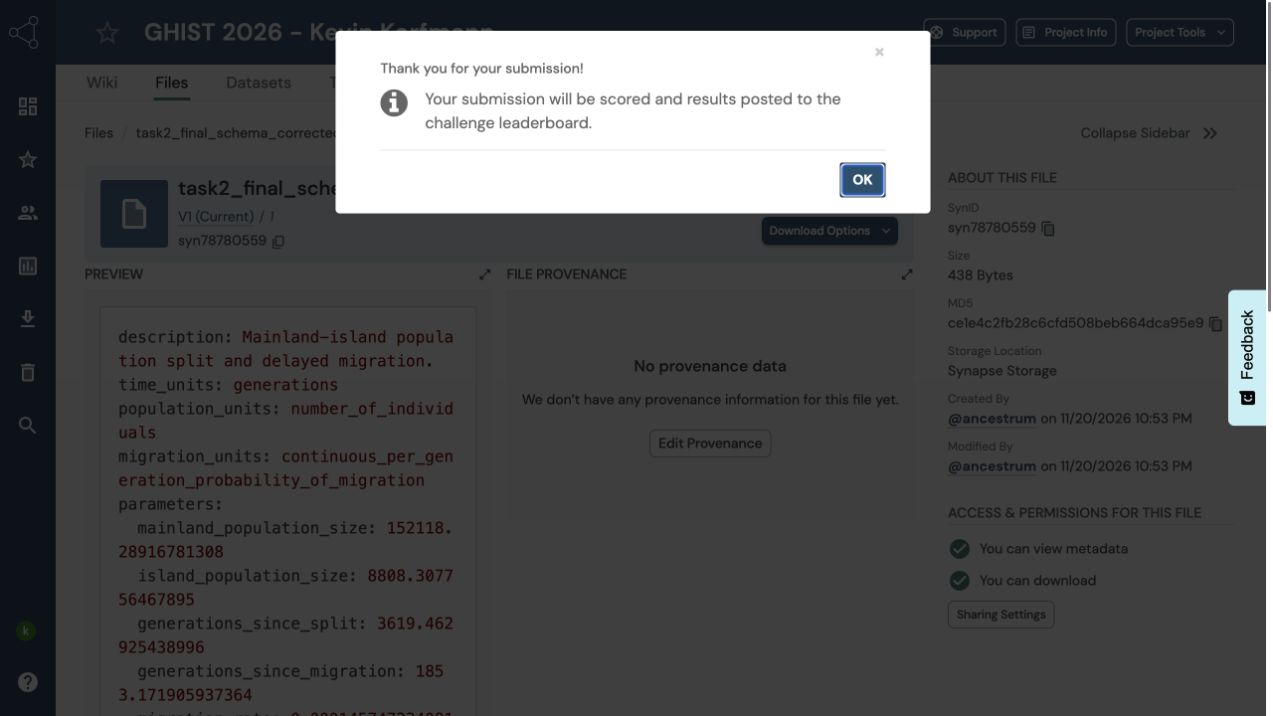 GHIST 2026 - Kevin Korfmann
Support
Project Info
Project Tools
Wiki
Files
Datasets
Thank you for your submission!
Your submission will be scored and results posted to the
challenge leaderboard.
OK
Files / task2_final_schema_corrected
Collapse Sidebar
task2_final_sche
V1 (Current) / 1
syn78780559
Download Options
PREVIEW
description: Mainland-island popula
tion split and delayed migration.
time_units: generations
population_units: number_of_individ
uals
migration_units: continuous_per_gen
eration_probability_of_migration
parameters:
mainland_population_size: 152118.
28916781308
island_population_size: 8808.3077
56467895
generations_since_split: 3619.462
925438996
generations_since_migration: 185
3.171905937364
FILE PROVENANCE
No provenance data
We don't have any provenance information for this file yet.
Edit Provenance
ABOUT THIS FILE
SynID
syn78780559
Size
438 Bytes
MD5
ce1e4c2fb28c6cfd508beb664dca95e9
Storage Location
Synapse Storage
Created By
@ancestrum on 11/20/2026 10:53 PM
Modified By
@ancestrum on 11/20/2026 10:53 PM
ACCESS & PERMISSIONS FOR THIS FILE
You can view metadata
You can download
Sharing Settings
Feedback
k